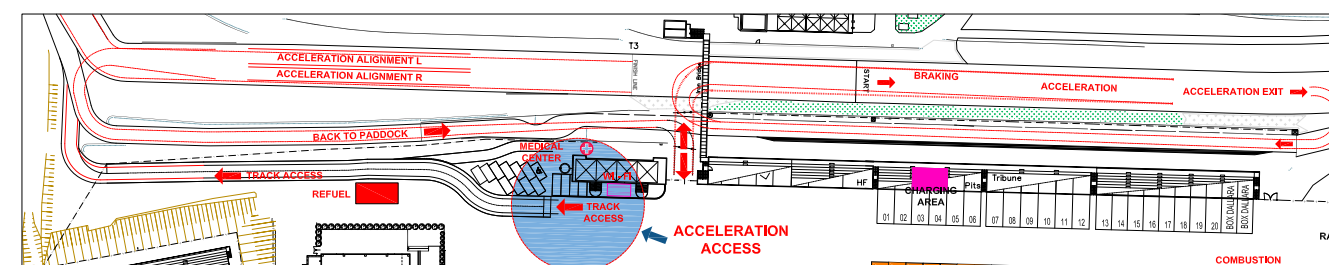 T3
ACCELERATION ALIGNMENT L
ACCELERATION ALIGNMENT R
FINISH LINE
START
BRAKING
ACCELERATION
ACCELERATION EXIT
BACK TO PADDOCK
MEDICAL
CENTER
WI-FI
TRACK ACCESS
REFUEL
TRACK
ACCESS
ACCELERATION
ACCESS
HF
CHARGING
AREA
Pits
Tribune
01 02 03 04 05 06
07 08 09 10 11 12
13 14 15 16 17 18 19 20
BOX DALLARA
BOX DALLARA
COMBUSTION